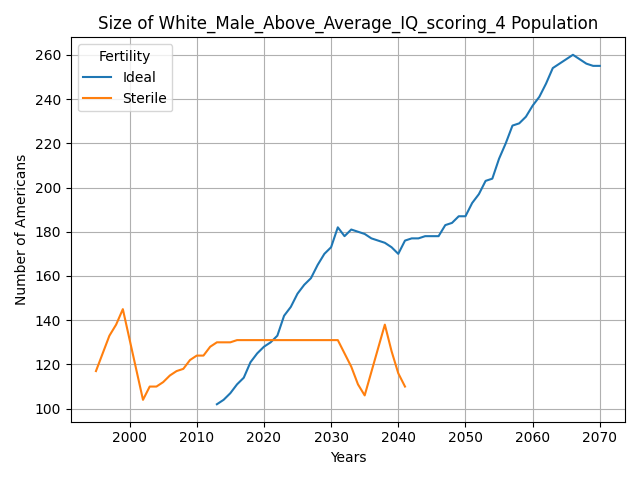 Size of White_Male_Above_Average_IQ_scoring_4 Population
Fertility
Ideal
Sterile
Number of Americans
260
240
220
200
180
160
140
120
100
2000
2010
2020
2030
2040
2050
2060
2070
Years